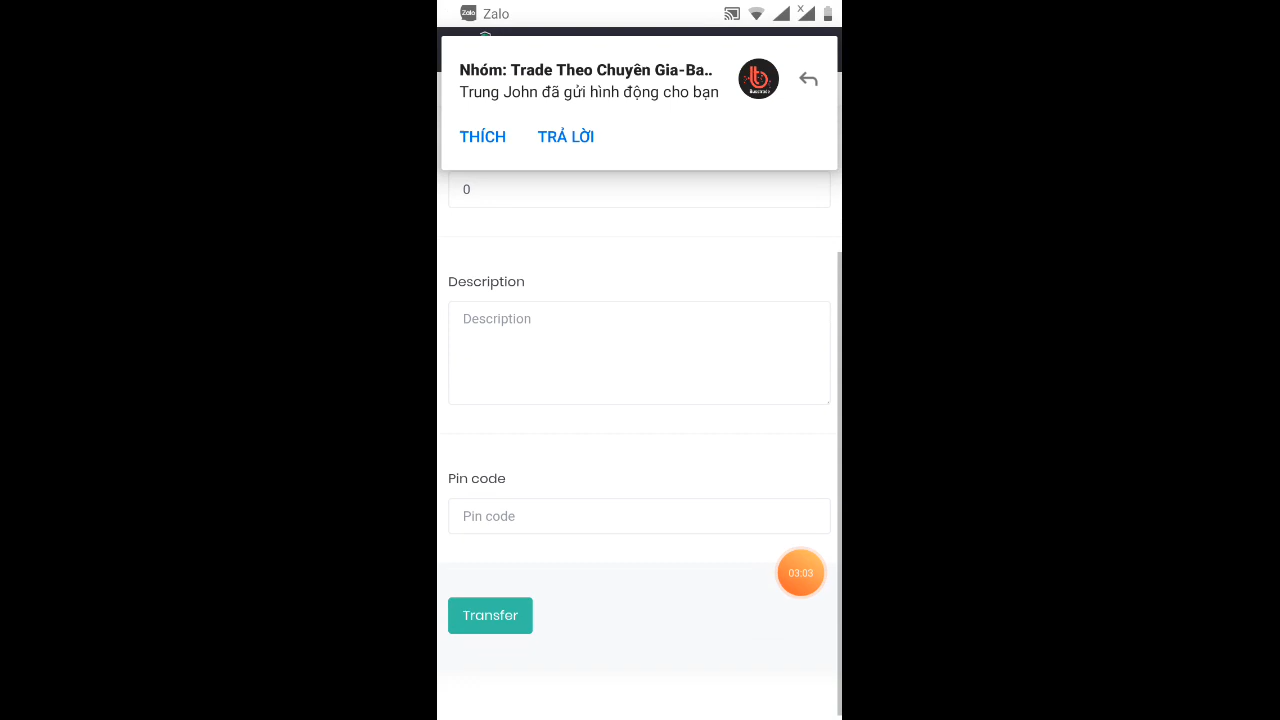 Zalo Zalo
Nhóm: Trade Theo Chuyên Gia-Ba..
Trung John đã gửi hình động cho bạn
THÍCH TRẢ LỜI
0
Description
Description
Pin code
Pin code
03:03
Transfer